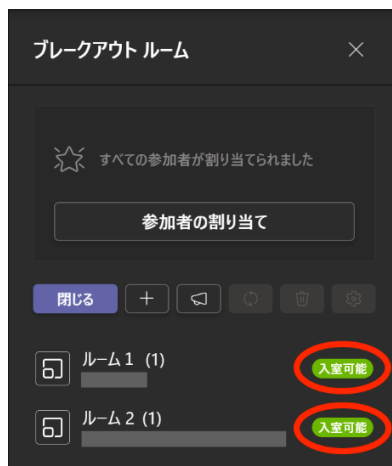 ブレークアウト ルーム
すべての参加者が割り当てられました
参加者の割り当て
閉じる
ルーム 1 (1)
入室可能
ルーム 2 (1)
入室可能